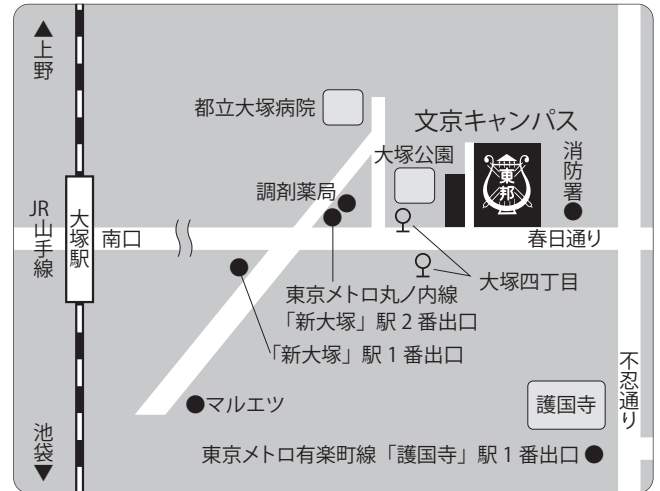 ▲上野
都立大塚病院
文京キャンパス
大塚公園
消防署
東邦
調剤薬局
JR山手線
大塚駅
南口
春日通り
大塚四丁目
東京メトロ丸ノ内線
「新大塚」駅2番出口
「新大塚」駅1番出口
不忍通り
マルエツ
護国寺
池袋▼
東京メトロ有楽町線「護国寺」駅1番出口